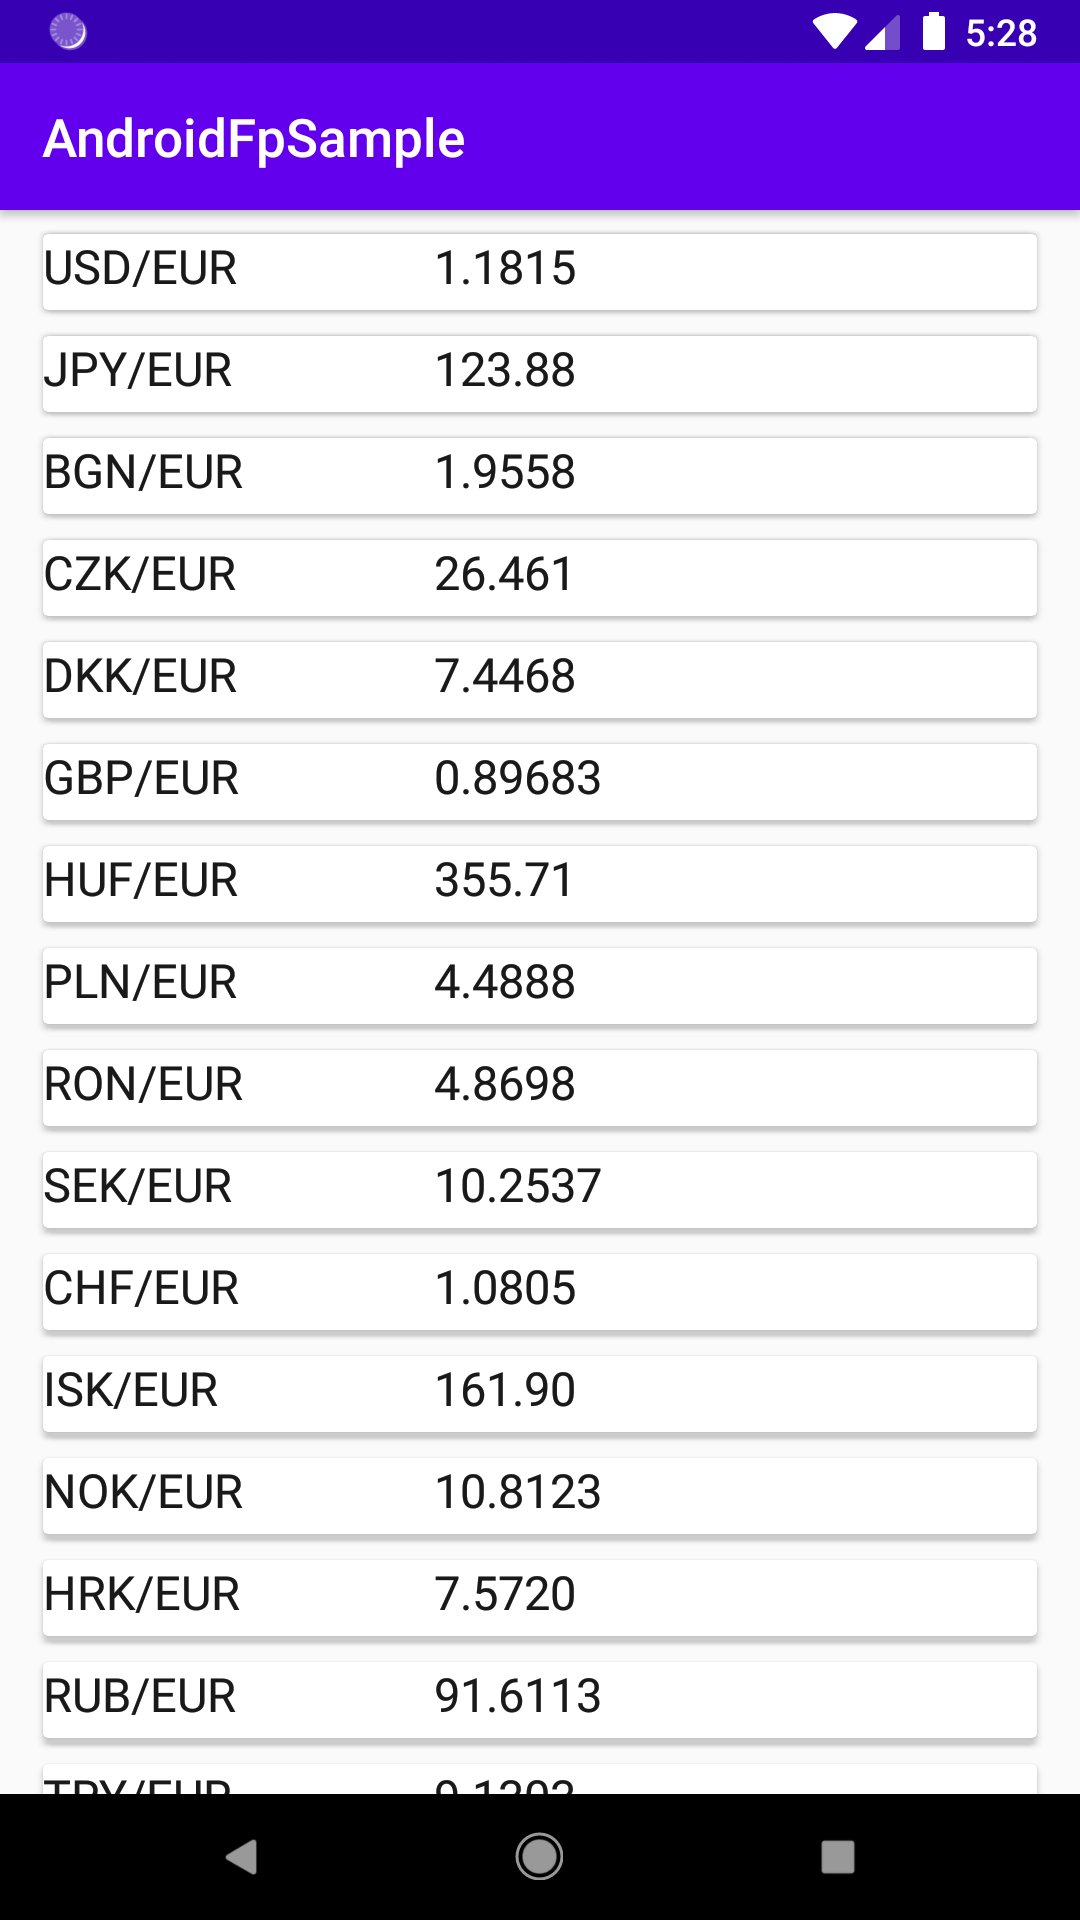 5:28
AndroidFpSample
USD/EUR 1.1815
JPY/EUR 123.88
BGN/EUR 1.9558
CZK/EUR 26.461
DKK/EUR 7.4468
GBP/EUR 0.89683
HUF/EUR 355.71
PLN/EUR 4.4888
RON/EUR 4.8698
SEK/EUR 10.2537
CHF/EUR 1.0805
ISK/EUR 161.90
NOK/EUR 10.8123
HRK/EUR 7.5720
RUB/EUR 91.6113